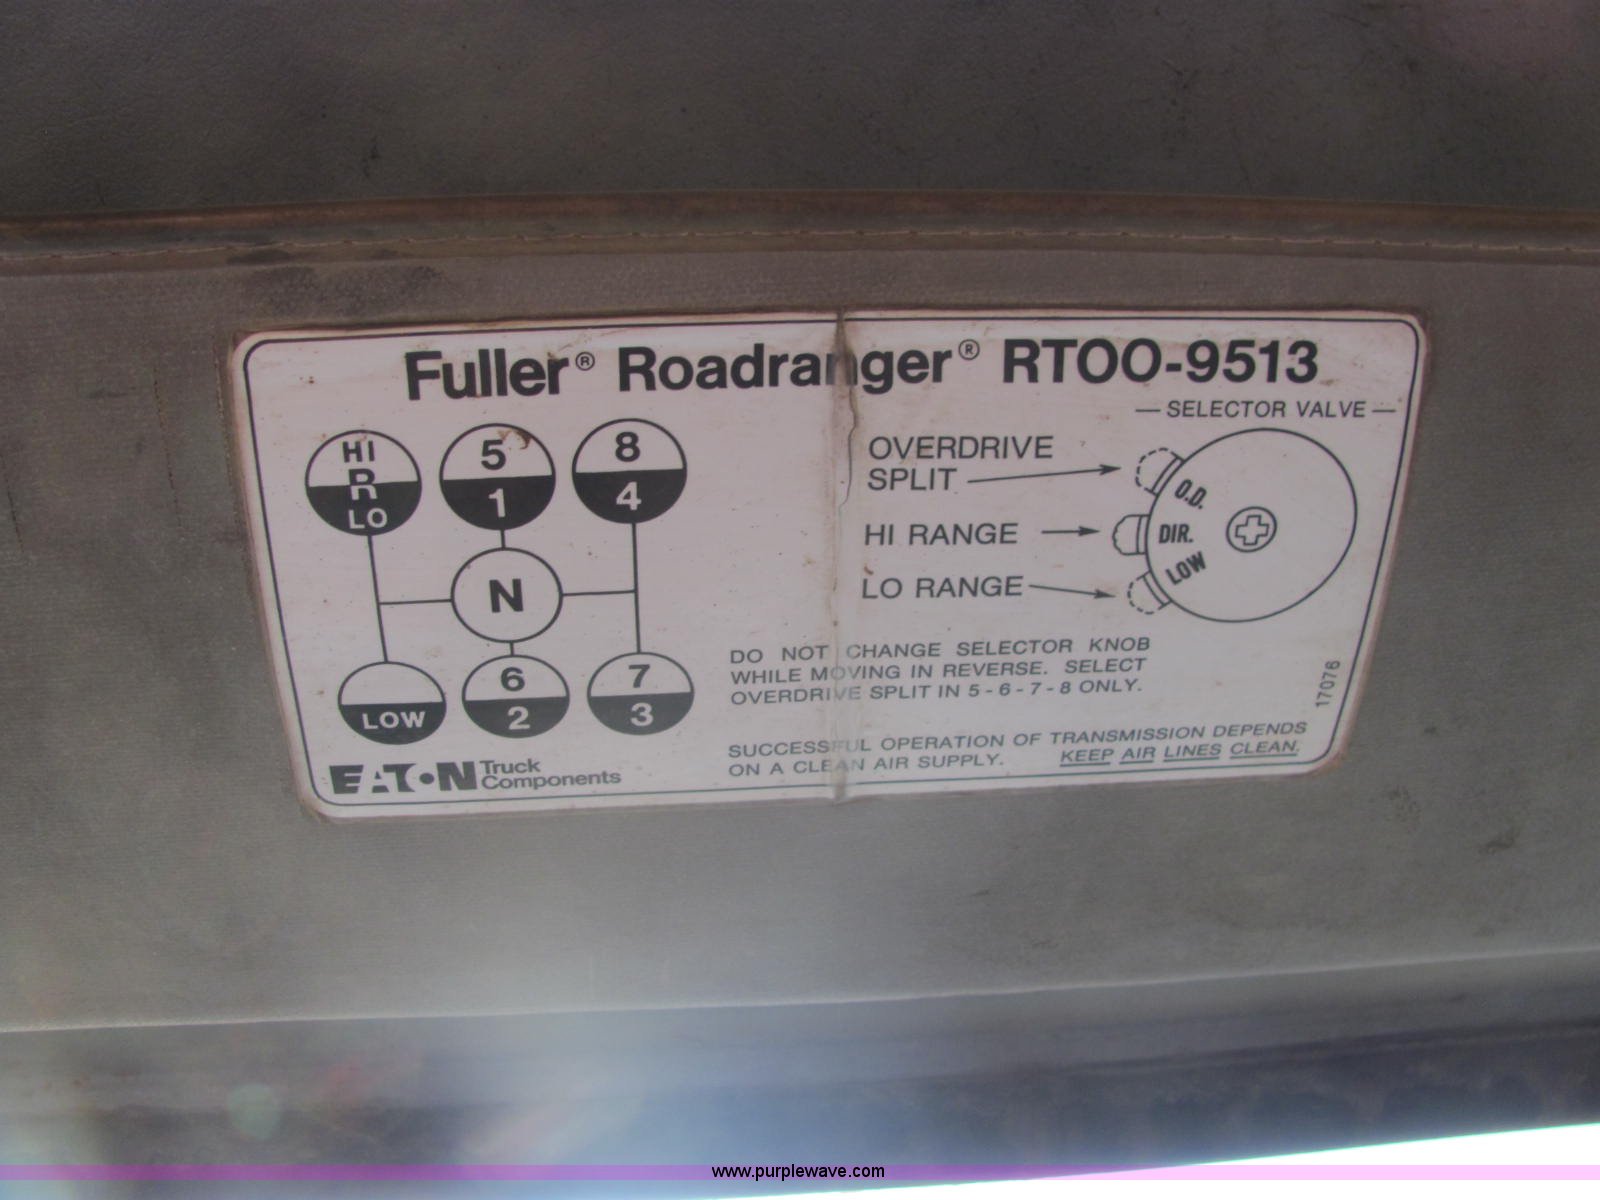 Fuller® Roadranger® RTOO-9513
HI
R
LO
5
1
8
4
N
LOW
6
2
7
3
EATON Truck
Components
— SELECTOR VALVE —
OVERDRIVE
SPLIT
HI RANGE
LO RANGE
O.D.
DIR.
LOW
DO NOT CHANGE SELECTOR KNOB
WHILE MOVING IN REVERSE. SELECT
OVERDRIVE SPLIT IN 5 - 6 - 7 - 8 ONLY.
17076
SUCCESSFUL OPERATION OF TRANSMISSION DEPENDS
ON A CLEAN AIR SUPPLY. KEEP AIR LINES CLEAN.
www.purplewave.com